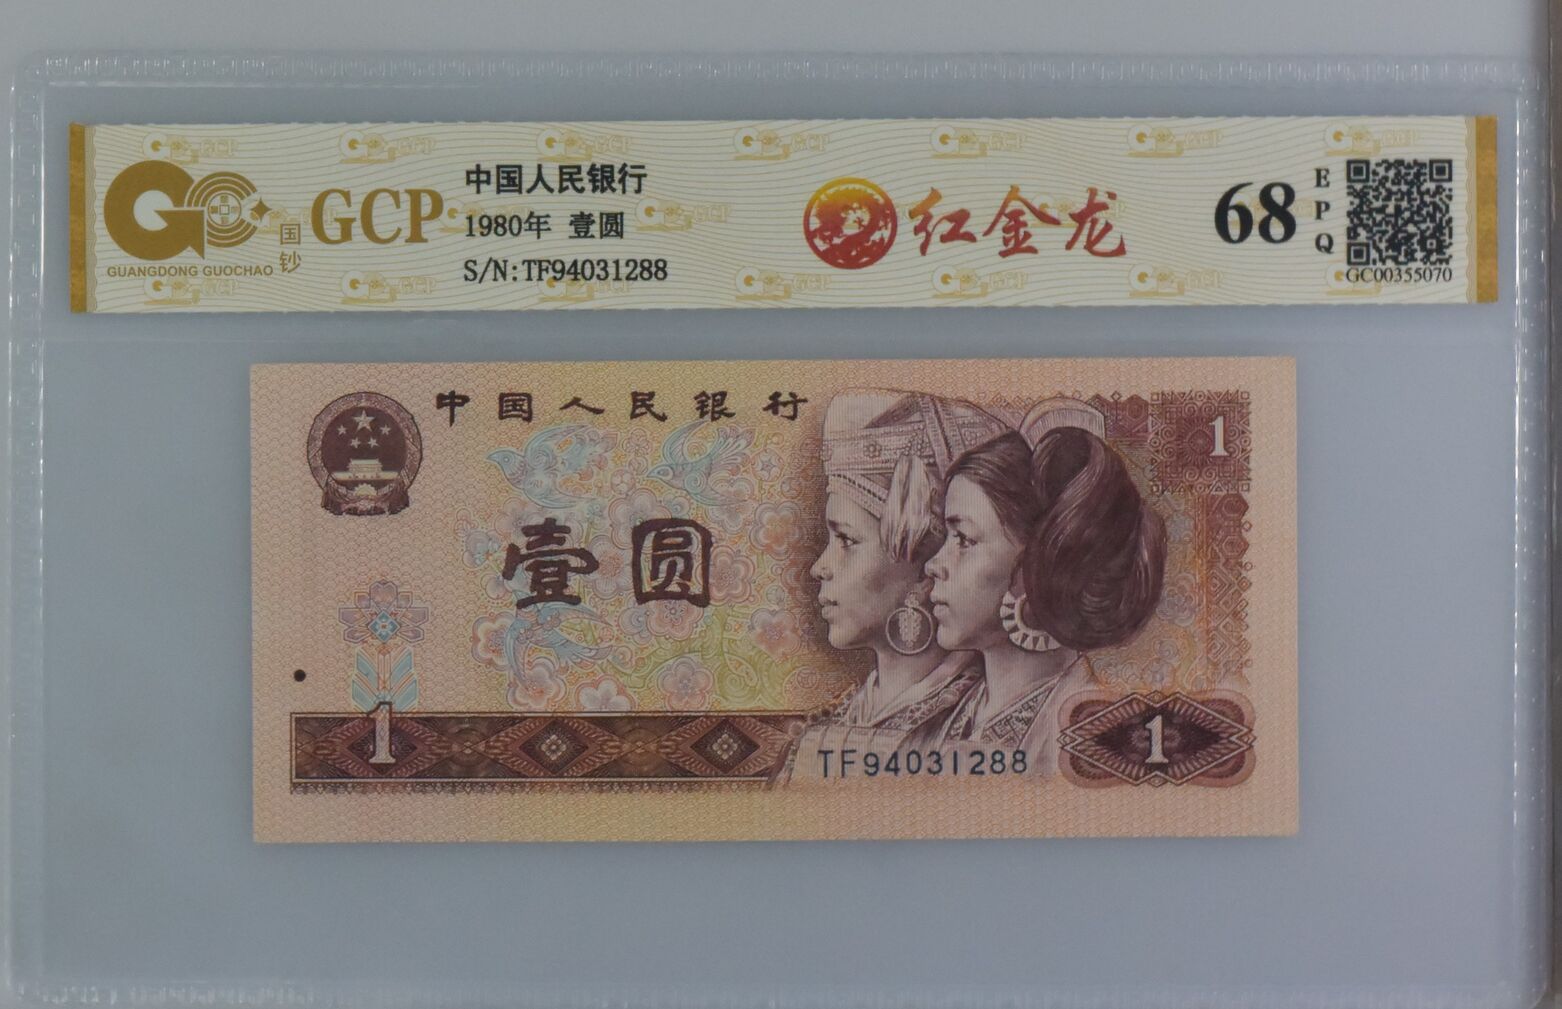 中国人民银行
1980年 壹圆
S/N:TF94031288
GCP
国钞
GUANGDONG GUOCHAO
红金龙
68
EPQ
GC00355070
中国人民银行
1
壹圆
1
TF94031288
1